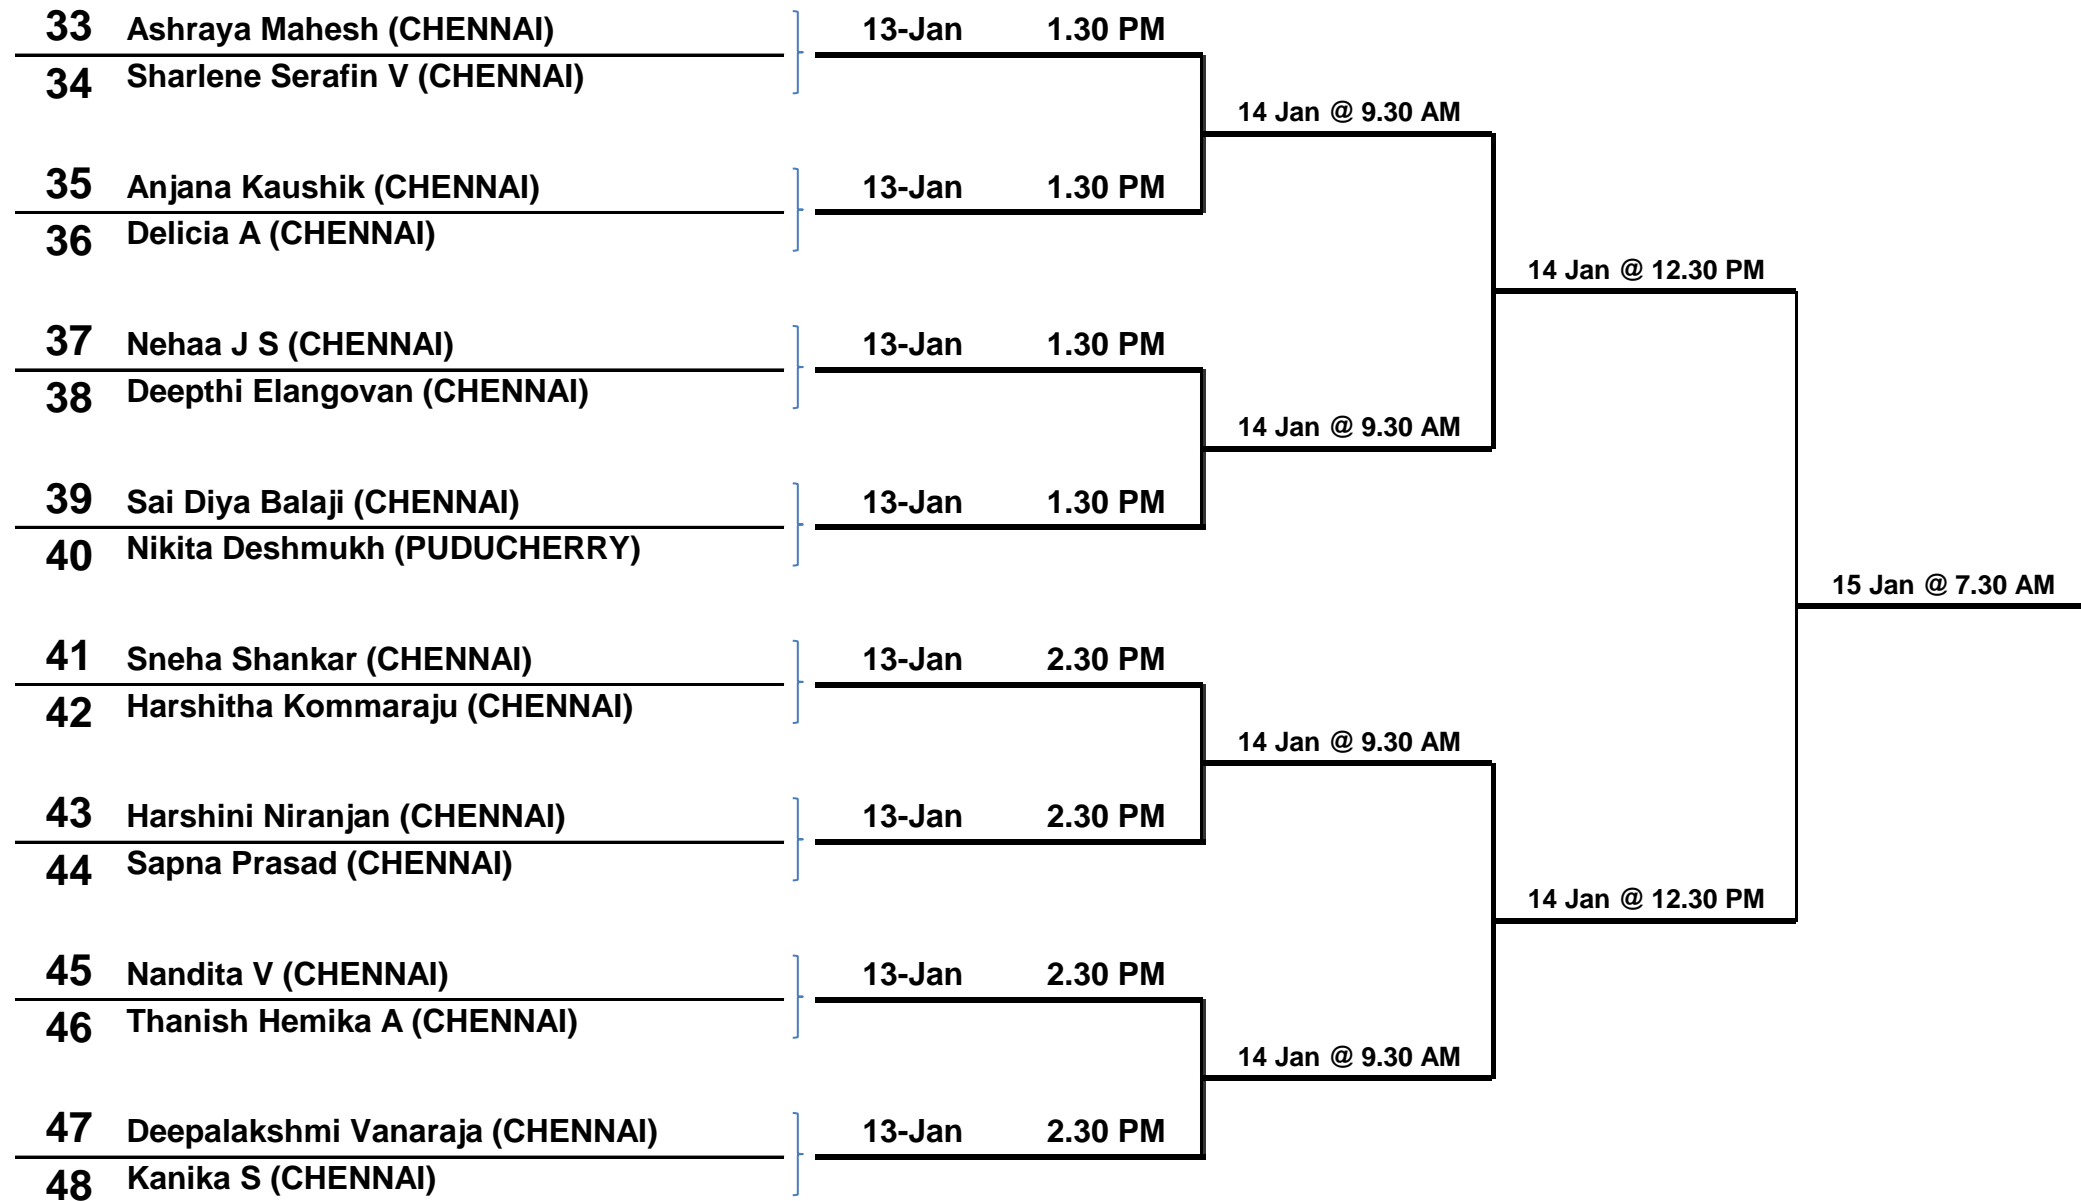 33 Ashraya Mahesh (CHENNAI) 13-Jan 1.30 PM
34 Sharlene Serafin V (CHENNAI)
14 Jan @ 9.30 AM
35 Anjana Kaushik (CHENNAI) 13-Jan 1.30 PM
36 Delicia A (CHENNAI)
14 Jan @ 12.30 PM
37 Nehaa J S (CHENNAI) 13-Jan 1.30 PM
38 Deepthi Elangovan (CHENNAI)
14 Jan @ 9.30 AM
39 Sai Diya Balaji (CHENNAI) 13-Jan 1.30 PM
40 Nikita Deshmukh (PUDUCHERRY)
15 Jan @ 7.30 AM
41 Sneha Shankar (CHENNAI) 13-Jan 2.30 PM
42 Harshitha Kommaraju (CHENNAI)
14 Jan @ 9.30 AM
43 Harshini Niranjan (CHENNAI) 13-Jan 2.30 PM
44 Sapna Prasad (CHENNAI)
14 Jan @ 12.30 PM
45 Nandita V (CHENNAI) 13-Jan 2.30 PM
46 Thanish Hemika A (CHENNAI)
14 Jan @ 9.30 AM
47 Deepalakshmi Vanaraja (CHENNAI) 13-Jan 2.30 PM
48 Kanika S (CHENNAI)